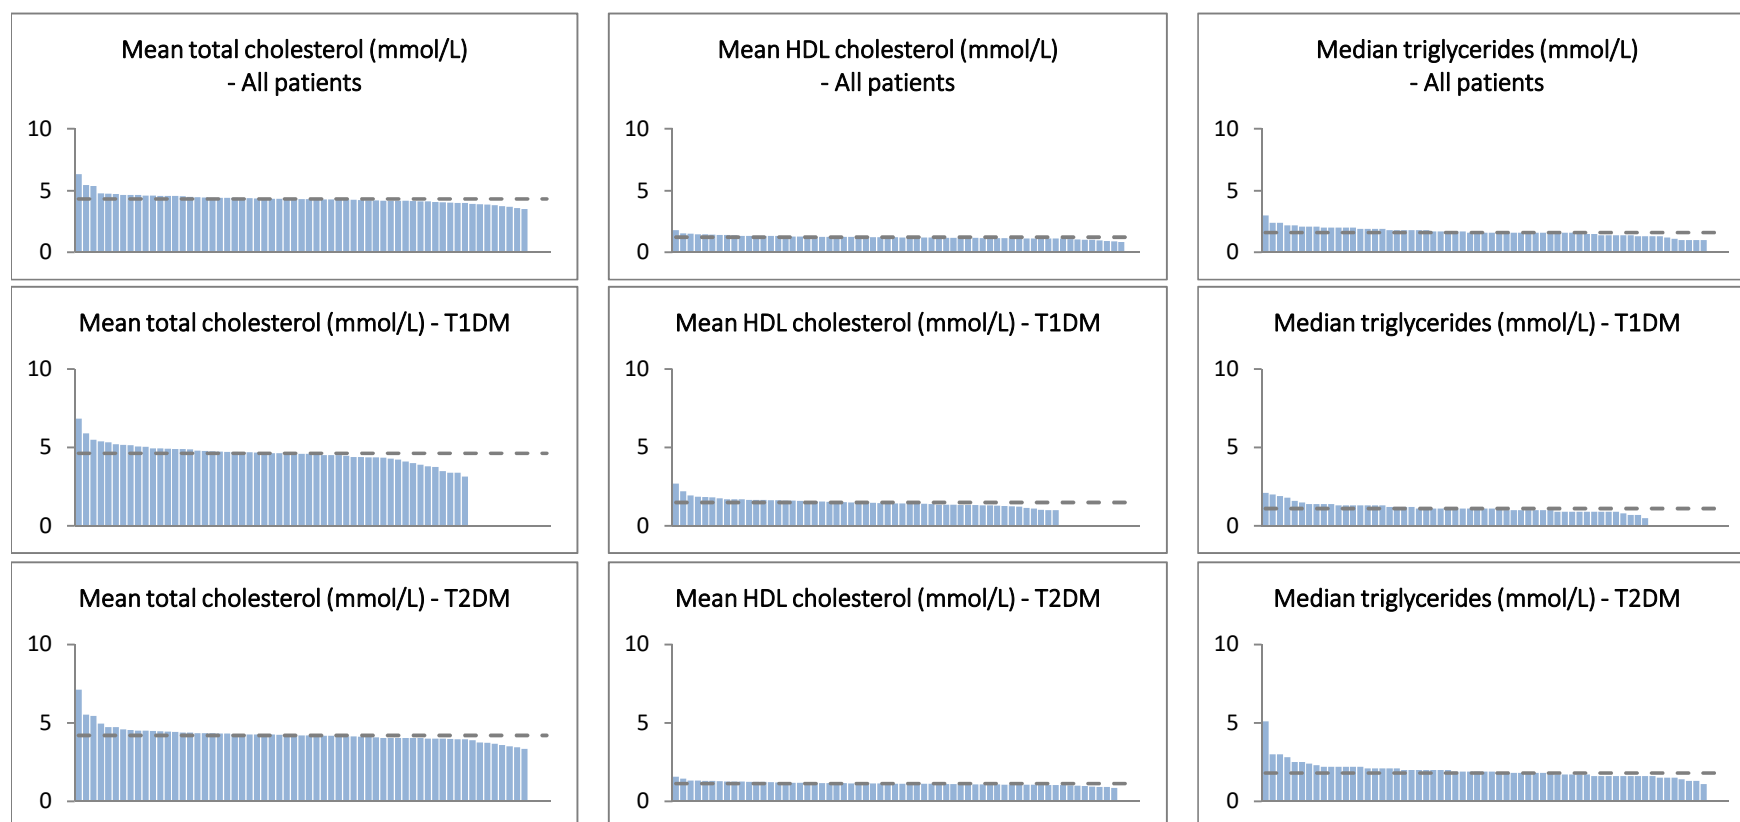 Mean total cholesterol (mmol/L)
- All patients
10
5
0
Mean HDL cholesterol (mmol/L)
- All patients
10
5
0
Median triglycerides (mmol/L)
- All patients
10
5
0
Mean total cholesterol (mmol/L) - T1DM
10
5
0
Mean HDL cholesterol (mmol/L) - T1DM
10
5
0
Median triglycerides (mmol/L) - T1DM
10
5
0
Mean total cholesterol (mmol/L) - T2DM
10
5
0
Mean HDL cholesterol (mmol/L) - T2DM
10
5
0
Median triglycerides (mmol/L) - T2DM
10
5
0